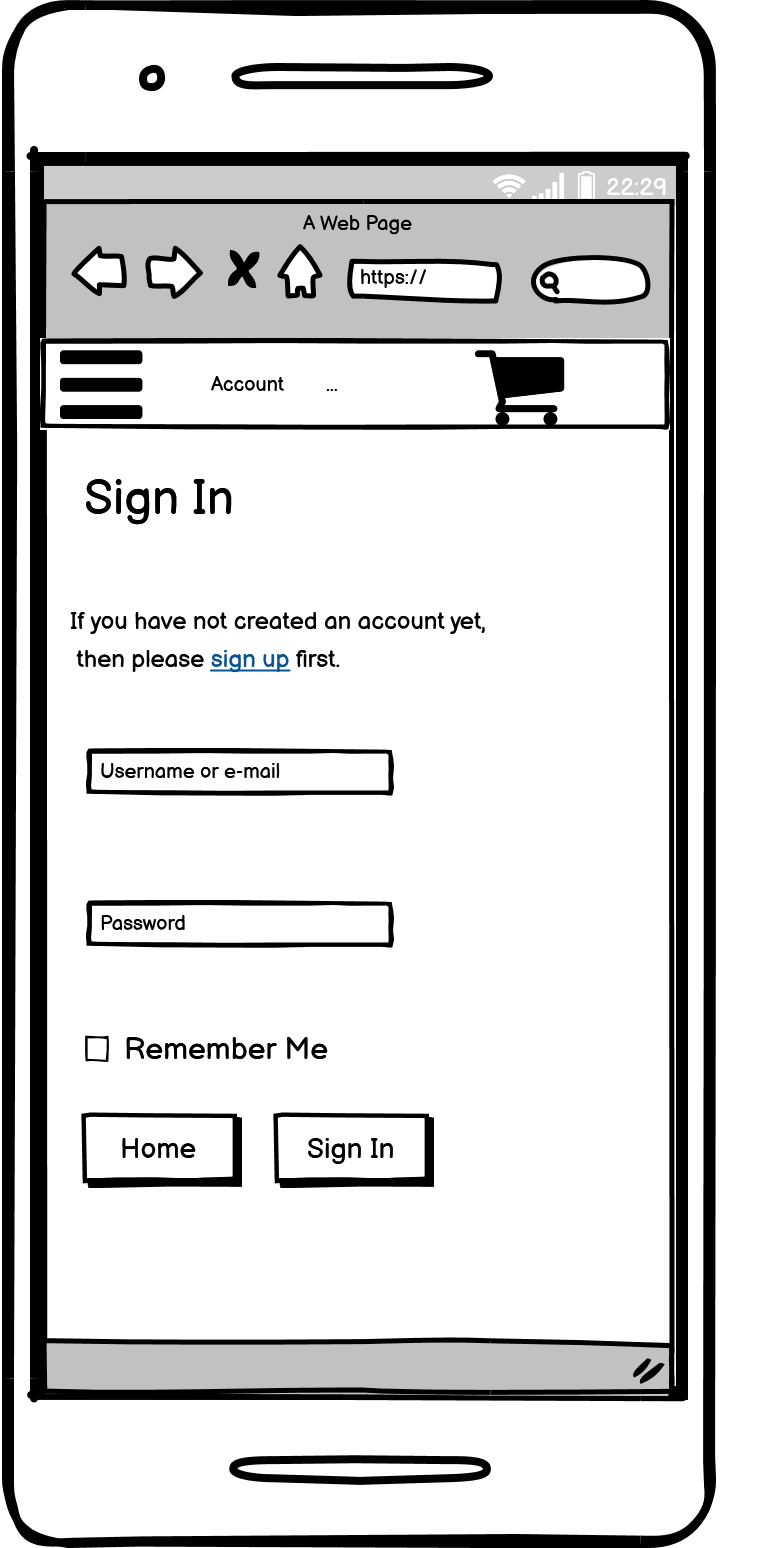 22:29
A Web Page
https://
Account ...
Sign In
If you have not created an account yet,
then please sign up first.
Username or e-mail
Password
Remember Me
Home Sign In